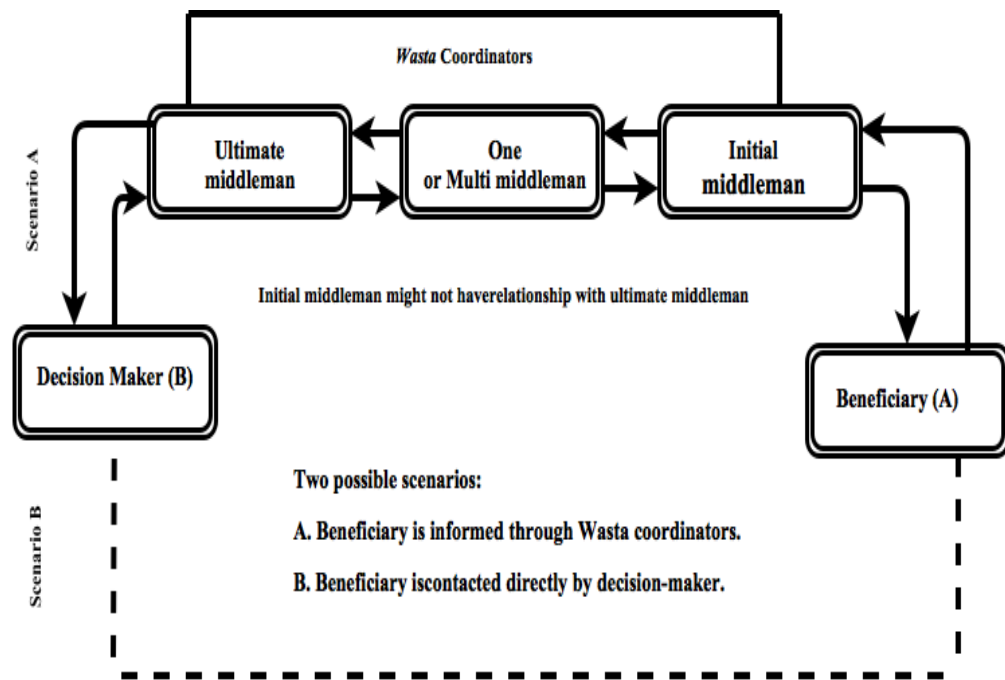 Wasta Coordinators
Scenario A
Ultimate
middleman
One
or Multi middleman
Initial
middleman
Initial middleman might not haverelationship with ultimate middleman
Decision Maker (B)
Beneficiary (A)
Scenario B
Two possible scenarios:
A. Beneficiary is informed through Wasta coordinators.
B. Beneficiary iscontacted directly by decision-maker.